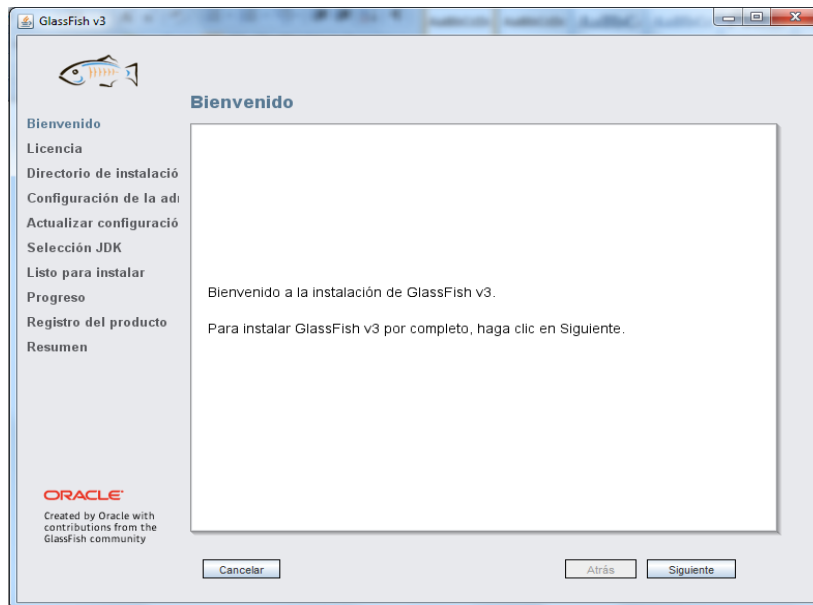 GlassFish v3
Bienvenido
Licencia
Directorio de instalació
Configuración de la adı
Actualizar configuració
Selección JDK
Listo para instalar
Progreso
Registro del producto
Resumen
ORACLE
Created by Oracle with
contributions from the
GlassFish community
Bienvenido
Bienvenido a la instalación de GlassFish v3.
Para instalar GlassFish v3 por completo, haga clic en Siguiente.
Cancelar
Atrás
Siguiente